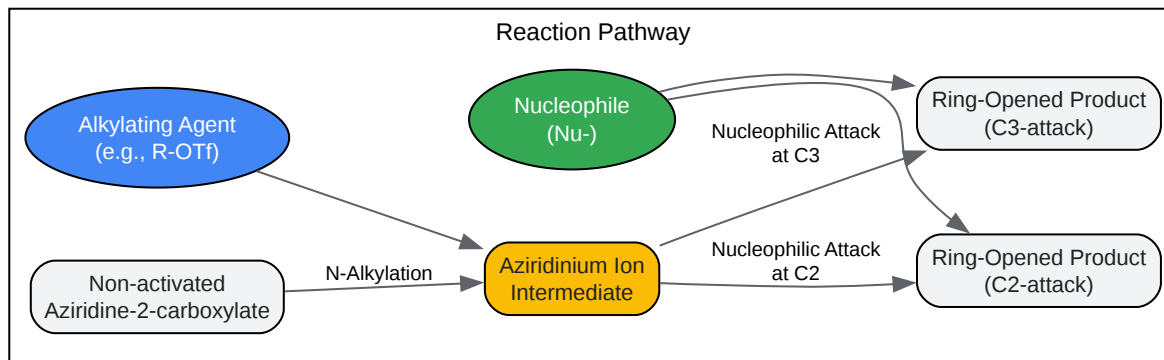 Reaction Pathway
Alkylating Agent
(e.g., R-OTf)
Nucleophile
(Nu-)
Ring-Opened Product
(C3-attack)
Nucleophilic Attack
at C3
Non-activated
Aziridine-2-carboxylate
N-Alkylation
Aziridinium Ion
Intermediate
Nucleophilic Attack
at C2
Ring-Opened Product
(C2-attack)